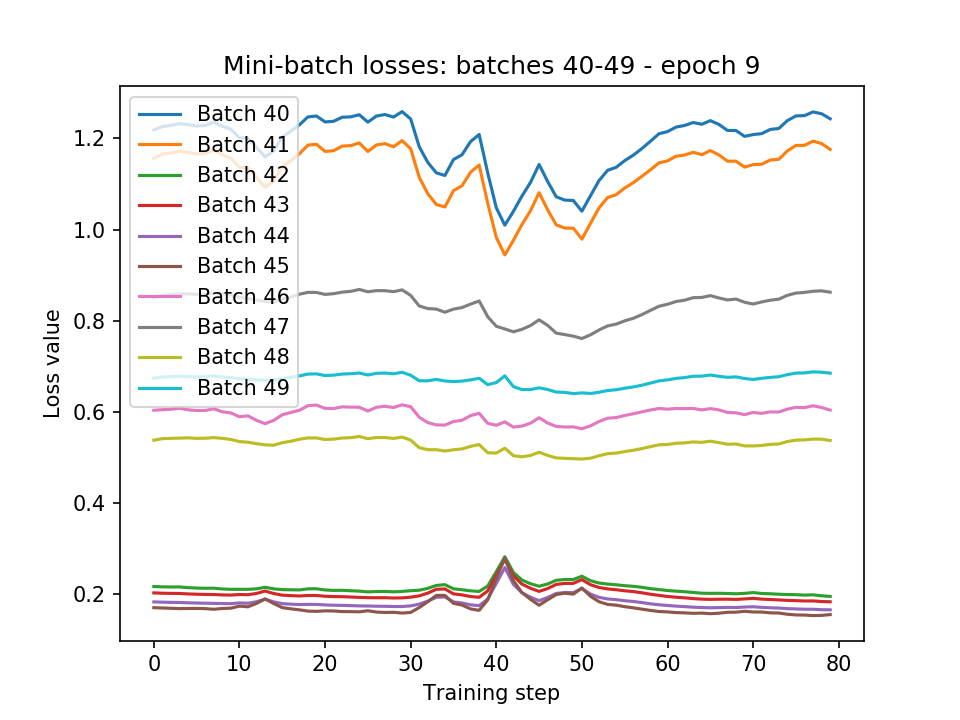 Mini-batch losses: batches 40-49 - epoch 9
Batch 40
Batch 41
Batch 42
Batch 43
Batch 44
Batch 45
Batch 46
Batch 47
Batch 48
Batch 49
Loss value
1.2
1.0
0.8
0.6
0.4
0.2
0 10 20 30 40 50 60 70 80
Training step